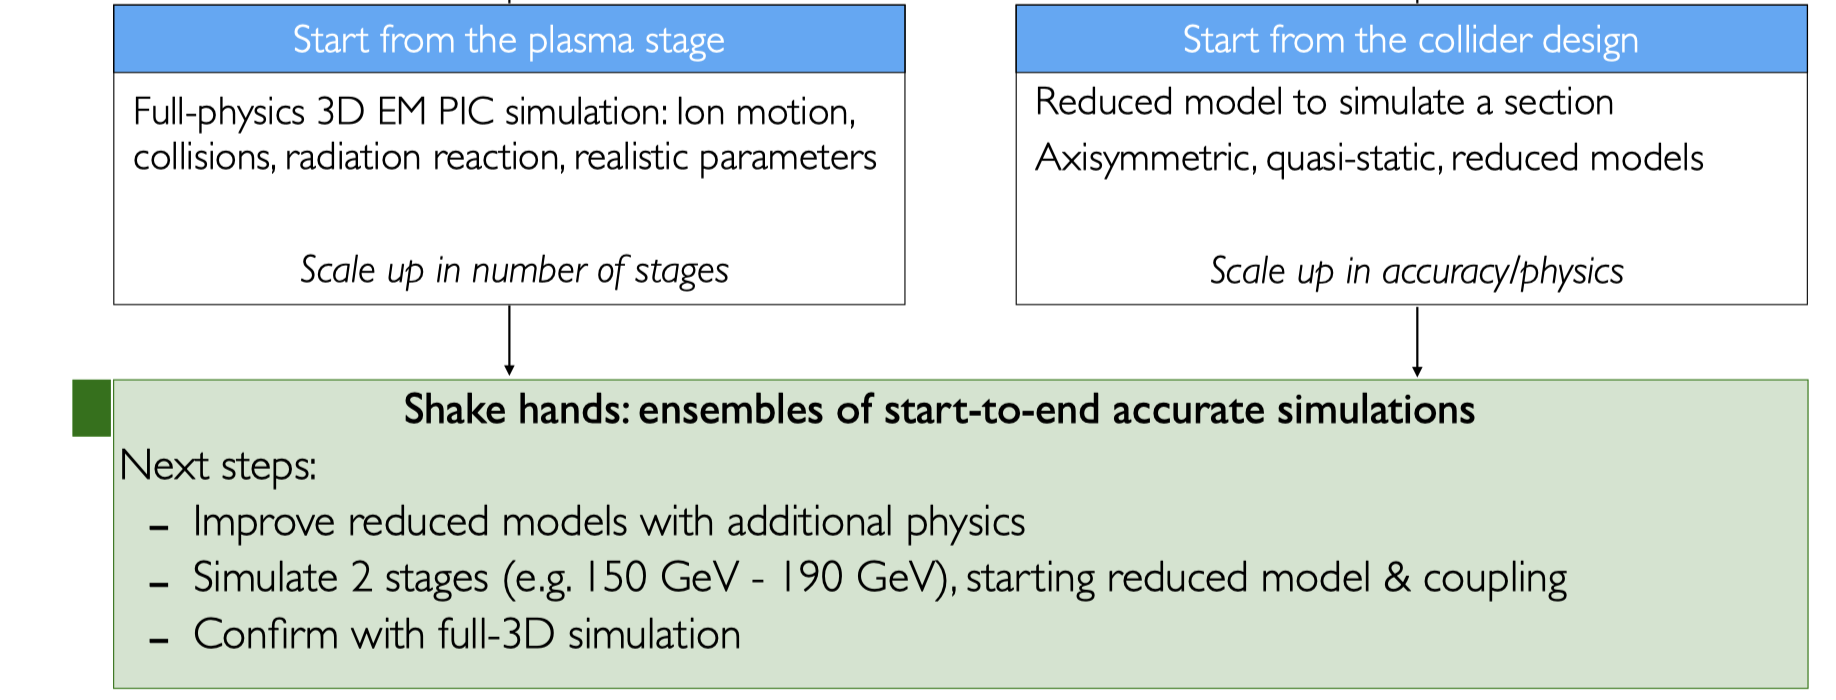 Start from the plasma stage
Full-physics 3D EM PIC simulation: Ion motion,
collisions, radiation reaction, realistic parameters
Scale up in number of stages
Start from the collider design
Reduced model to simulate a section
Axisymmetric, quasi-static, reduced models
Scale up in accuracy/physics
Shake hands: ensembles of start-to-end accurate simulations
Next steps:
– Improve reduced models with additional physics
– Simulate 2 stages (e.g. 150 GeV - 190 GeV), starting reduced model & coupling
– Confirm with full-3D simulation